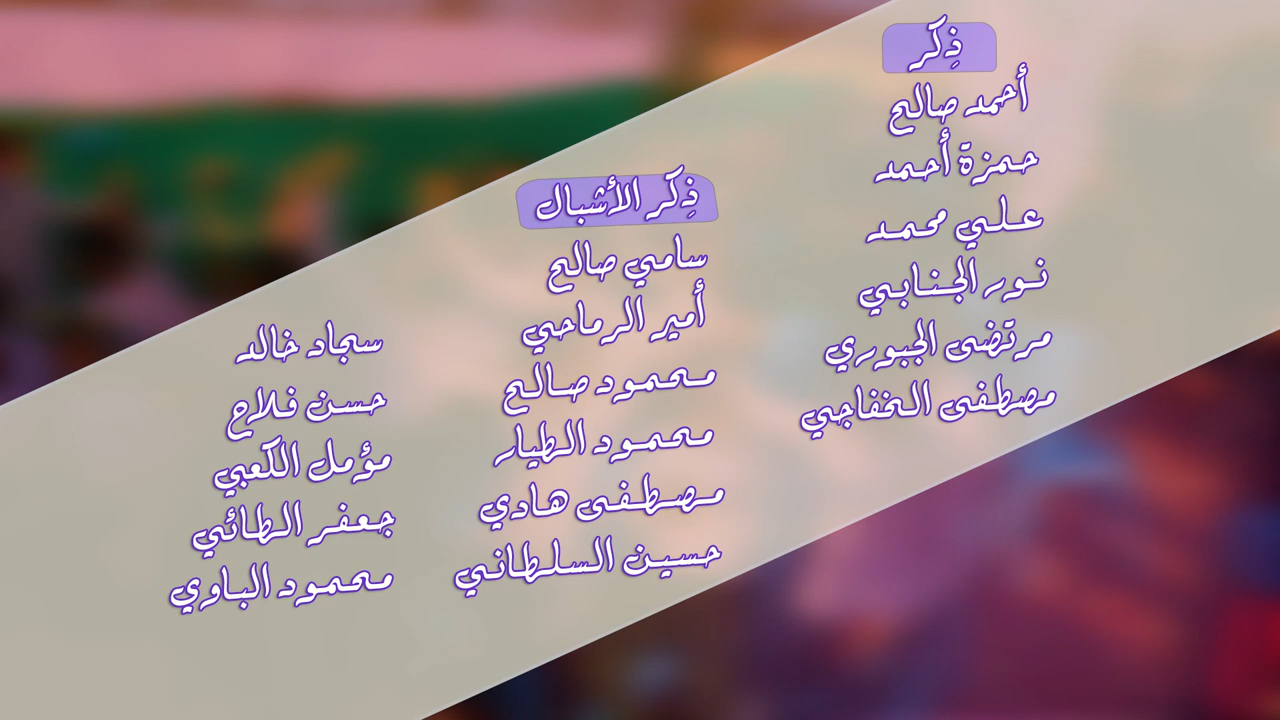 ذِكر
أحمد صالح
حمزة أحمد
علي محمد
نور الجنابي
مرتضى الجبوري
مصطفى الخفاجي
ذِكر الأشبال
سامي صالح
أمير الرماحي
محمود صالح
محمود الطيار
مصطفى هادي
حسين السلطاني
سجاد خالد
حسن فلاح
مؤمل الكعبي
جعفر الطائي
محمود الباوي